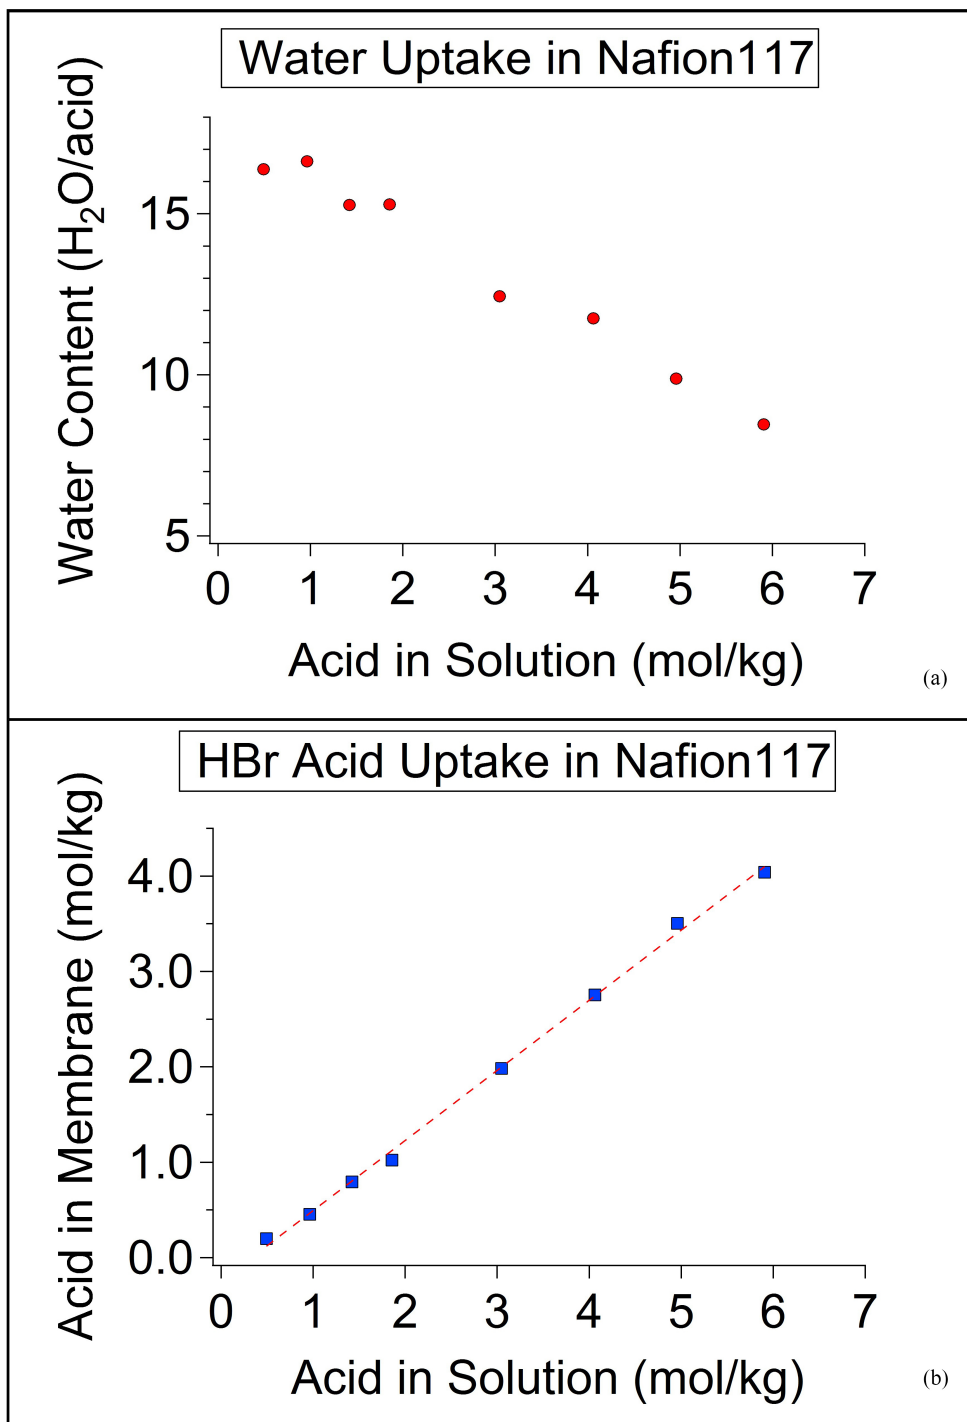 Water Uptake in Nafion117
Water Content (H₂O/acid)
15
10
5
0 1 2 3 4 5 6 7
Acid in Solution (mol/kg)
(a)
HBr Acid Uptake in Nafion117
Acid in Membrane (mol/kg)
4.0
3.0
2.0
1.0
0.0
0 1 2 3 4 5 6 7
Acid in Solution (mol/kg)
(b)